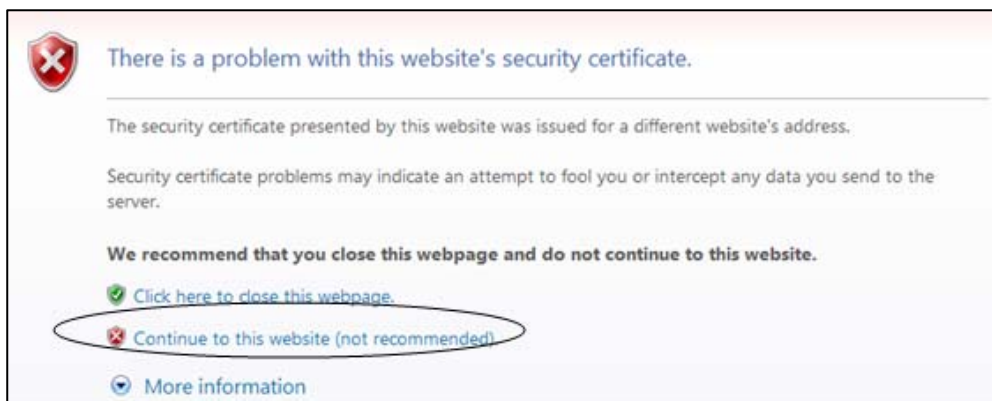 There is a problem with this website's security certificate.
The security certificate presented by this website was issued for a different website's address.
Security certificate problems may indicate an attempt to fool you or intercept any data you send to the
server.
We recommend that you close this webpage and do not continue to this website.
Click here to close this webpage.
Continue to this website (not recommended)
More information